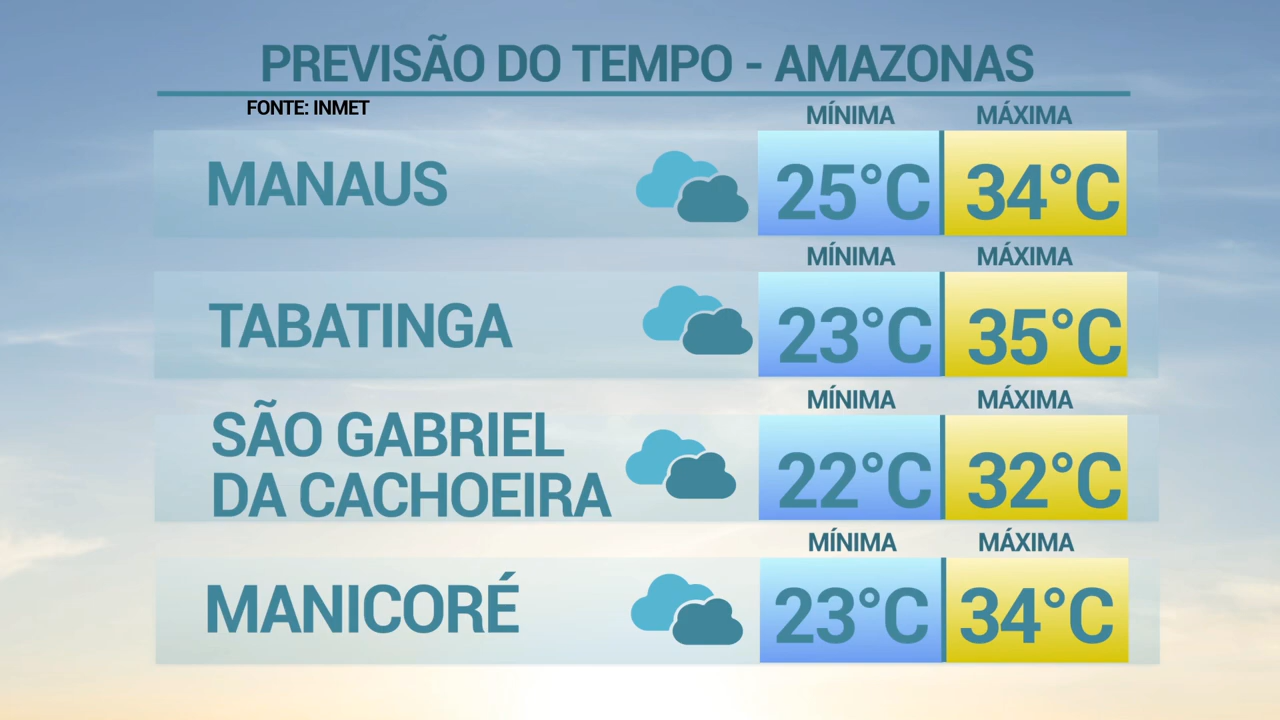 PREVISÃO DO TEMPO - AMAZONAS
FONTE: INMET
MÍNIMA MÁXIMA
MANAUS 25°C 34°C
MÍNIMA MÁXIMA
TABATINGA 23°C 35°C
MÍNIMA MÁXIMA
SÃO GABRIEL
DA CACHOEIRA 22°C 32°C
MÍNIMA MÁXIMA
MANICORÉ 23°C 34°C